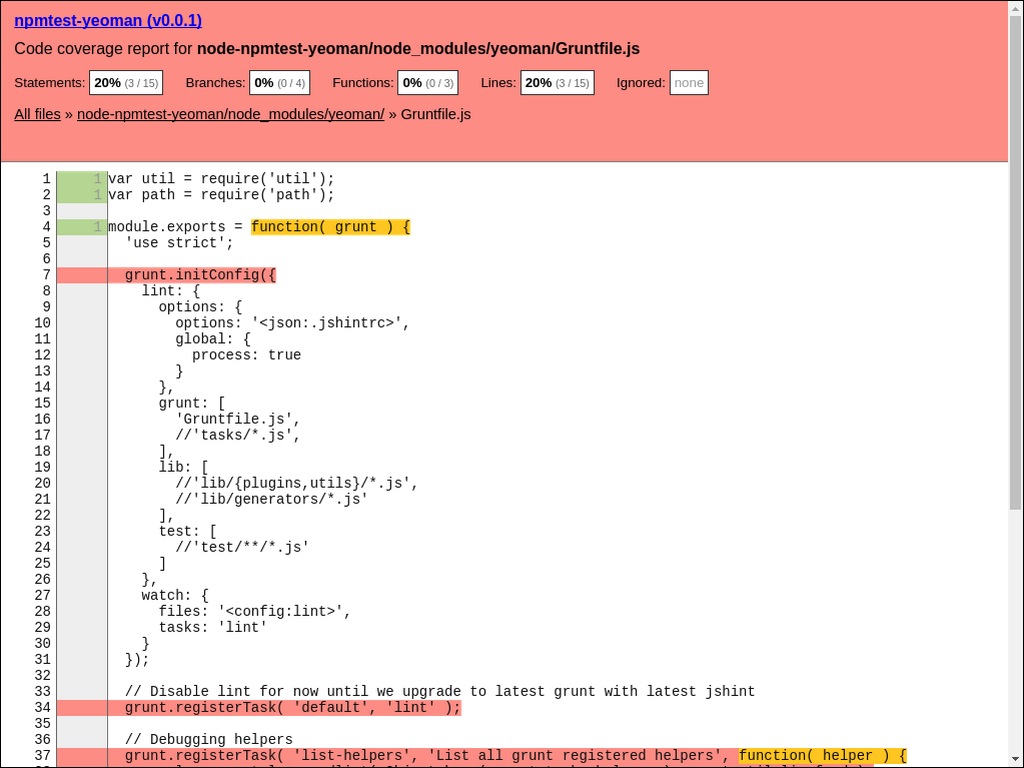 npmtest-yeoman (v0.0.1)
Code coverage report for node-npmtest-yeoman/node_modules/yeoman/Gruntfile.js
Statements: 20% (3 / 15) Branches: 0% (0 / 4) Functions: 0% (0 / 3) Lines: 20% (3 / 15) Ignored: none
All files » node-npmtest-yeoman/node_modules/yeoman/ » Gruntfile.js
1 1 var util = require('util');
2 1 var path = require('path');
3
4 1 module.exports = function( grunt ) {
5 'use strict';
6
7 grunt.initConfig({
8 lint: {
9 options: {
10 options: '<json:.jshintrc>',
11 global: {
12 process: true
13 }
14 },
15 grunt: [
16 'Gruntfile.js',
17 //'tasks/*.js',
18 ],
19 lib: [
20 //'lib/{plugins,utils}/*.js',
21 //'lib/generators/*.js'
22 ],
23 test: [
24 //'test/**/*.js'
25 ]
26 },
27 watch: {
28 files: '<config:lint>',
29 tasks: 'lint'
30 }
31 });
32
33 // Disable lint for now until we upgrade to latest grunt with latest jshint
34 grunt.registerTask( 'default', 'lint' );
35
36 // Debugging helpers
37 grunt.registerTask( 'list-helpers', 'List all grunt registered helpers', function( helper ) {